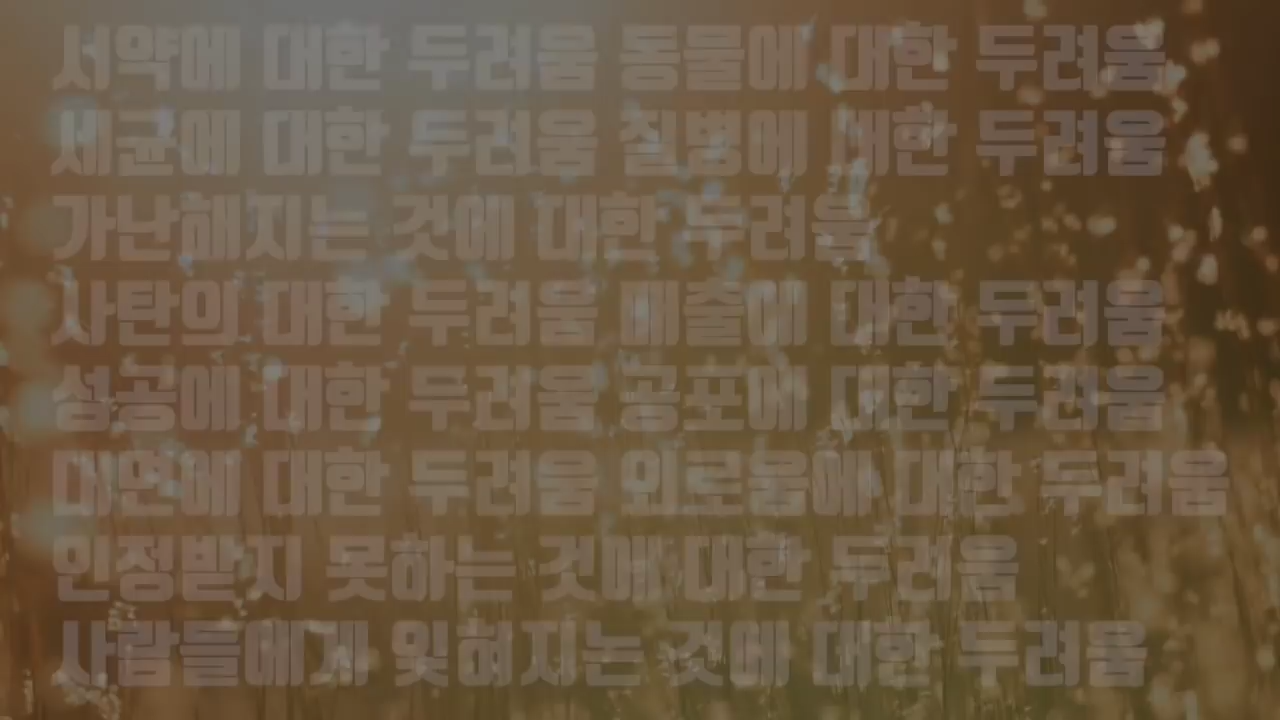 서약에 대한 두려움 동물에 대한 두려움
세균에 대한 두려움 질병에 대한 두려움
가난해지는 것에 대한 두려움
사탄의 대한 두려움 배출에 대한 두려움
성공에 대한 두려움 공포에 대한 두려움
대면에 대한 두려움 외로움에 대한 두려움
인정받지 못하는 것에 대한 두려움
사람들에게 잊혀지는 것에 대한 두려움